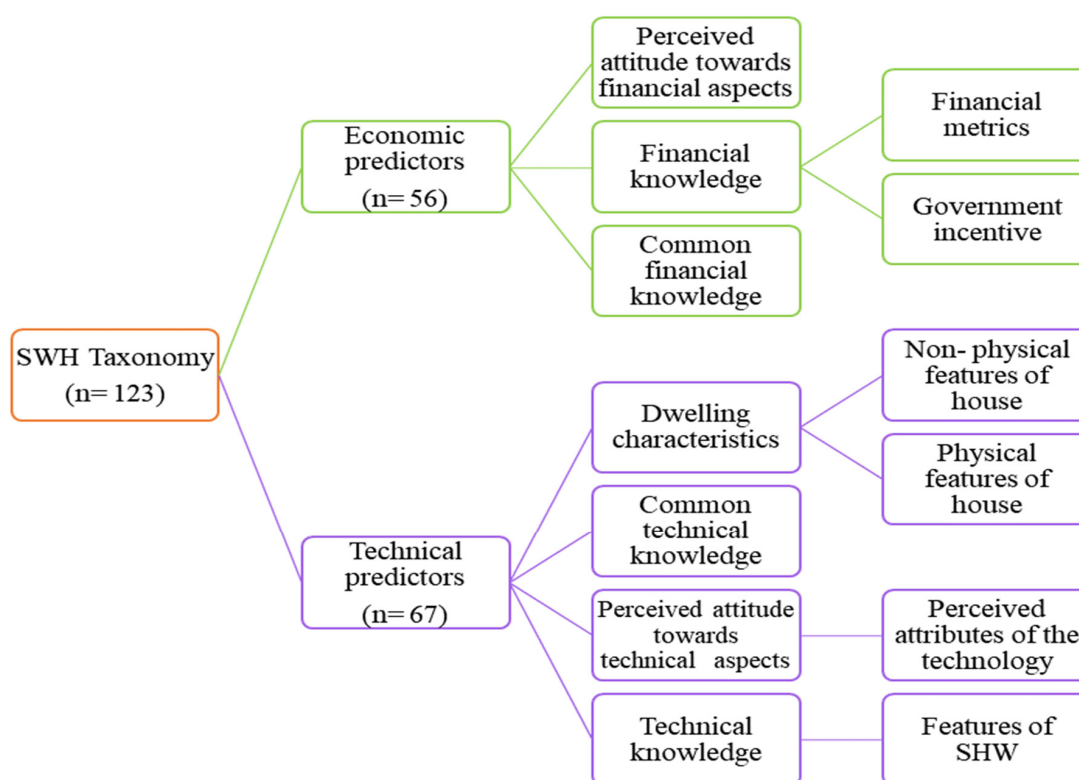 SWH Taxonomy
(n= 123)
Economic
predictors
(n= 56)
Perceived
attitude towards
financial aspects
Financial
knowledge
Common
financial
knowledge
Financial
metrics
Government
incentive
Technical
predictors
(n= 67)
Dwelling
characteristics
Common
technical
knowledge
Perceived attitude
towards
technical aspects
Technical
knowledge
Non- physical
features of
house
Physical
features of
house
Perceived
attributes of the
technology
Features of
SHW